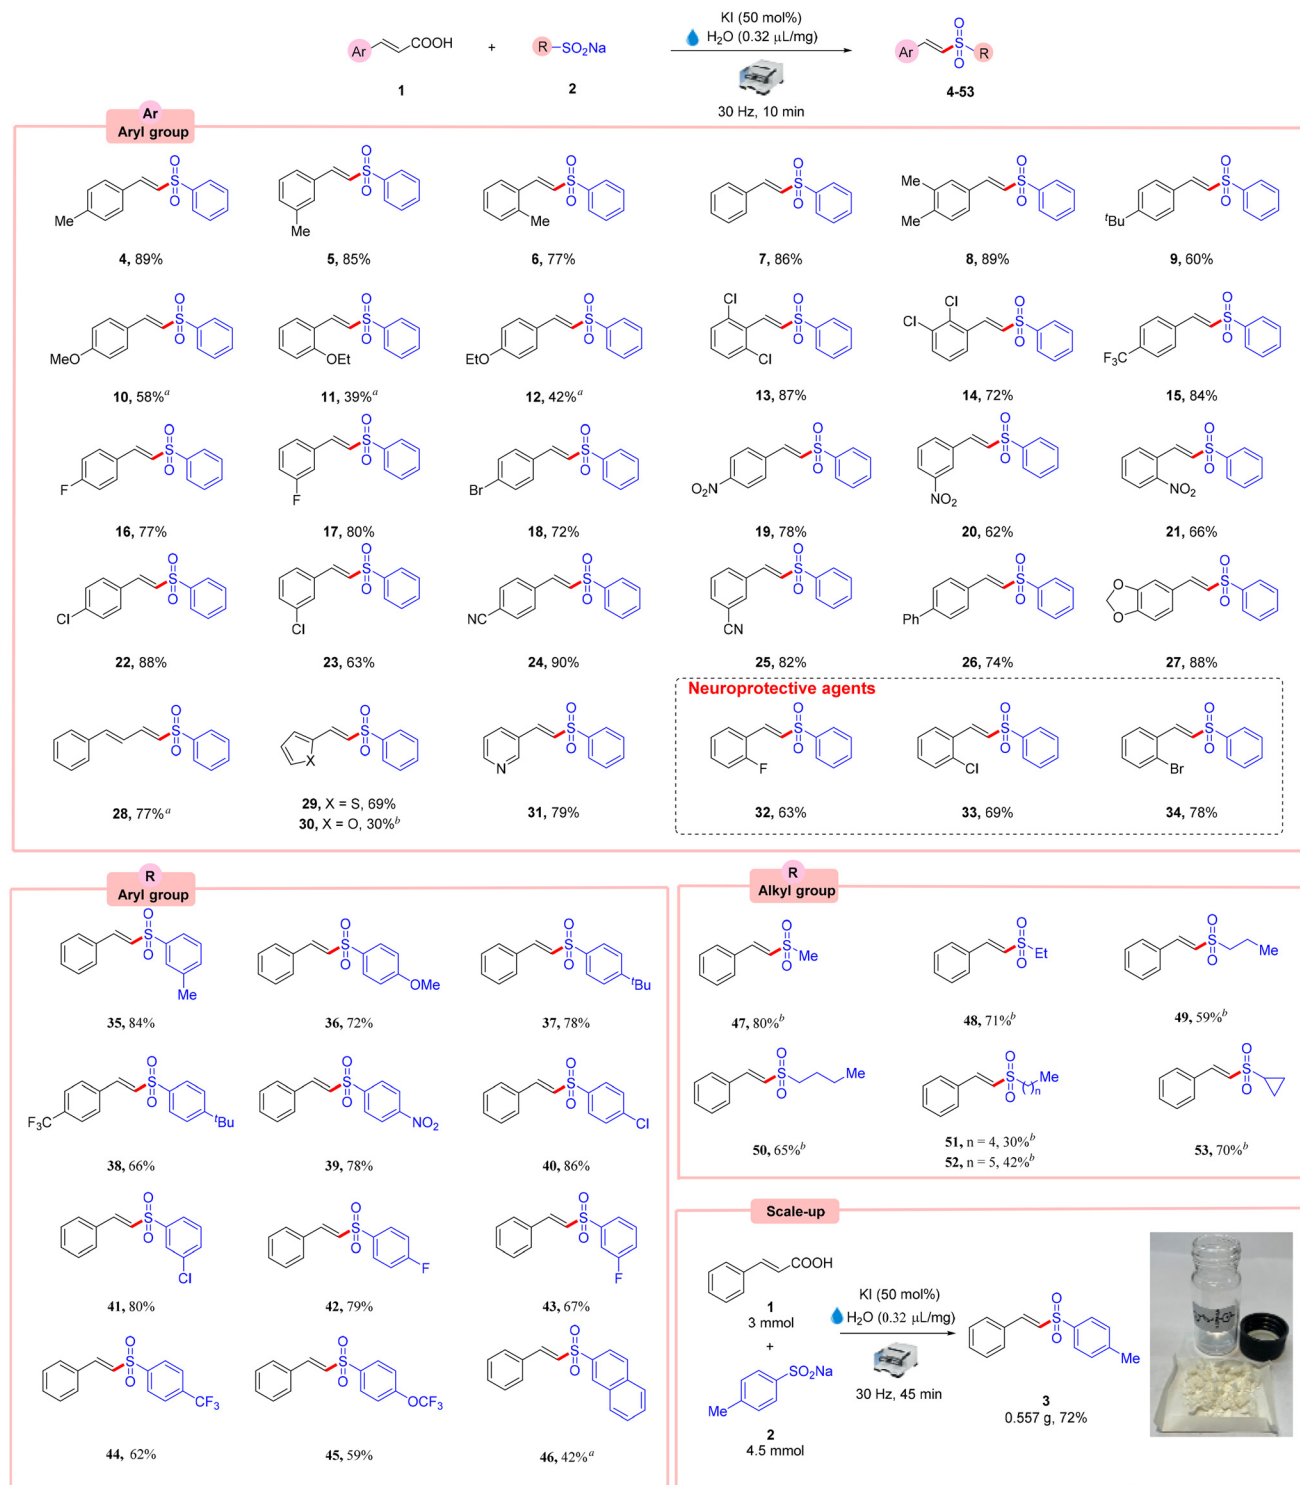 KI (50 mol%)
H₂O (0.32 μL/mg)
30 Hz, 10 min
Ar COOH
+
R SO₂Na
Ar S O O R
1
2
4-53
Ar
Aryl group
O S O Me
O S O Me
O S O Me
O S O
Me Me O S O
ᵗBu O S O
4, 89%
5, 85%
6, 77%
7, 86%
8, 89%
9, 60%
MeO O S O
O S O OEt
EtO O S O
Cl Cl O S O
Cl Cl O S O
F₃C O S O
10, 58%ᵃ
11, 39%ᵃ
12, 42%ᵃ
13, 87%
14, 72%
15, 84%
F O S O
F O S O
Br O S O
O₂N O S O
NO₂ O S O
NO₂ O S O
16, 77%
17, 80%
18, 72%
19, 78%
20, 62%
21, 66%
Cl O S O
Cl O S O
NC O S O
CN O S O
Ph O S O
O O O S O
22, 88%
23, 63%
24, 90%
25, 82%
26, 74%
27, 88%
Neuroprotective agents
O S O
X O S O
N O S O
F O S O
Cl O S O
Br O S O
28, 77%ᵃ
29, X = S, 69%
30, X = O, 30%ᵇ
31, 79%
32, 63%
33, 69%
34, 78%
R
Aryl group
O S O Me
O S O OMe
O S O ᵗBu
35, 84%
36, 72%
37, 78%
F₃C O S O ᵗBu
O S O NO₂
O S O Cl
38, 66%
39, 78%
40, 86%
O S O Cl
O S O F
O S O F
41, 80%
42, 79%
43, 67%
O S O CF₃
O S O OCF₃
O S O
44, 62%
45, 59%
46, 42%ᵃ
R
Alkyl group
O S O Me
O S O Et
O S O Me
47, 80%ᵇ
48, 71%ᵇ
49, 59%ᵇ
O S O Me
O S O ( )n Me
O S O
50, 65%ᵇ
51, n = 4, 30%ᵇ
52, n = 5, 42%ᵇ
53, 70%ᵇ
Scale-up
COOH
1
3 mmol
+
SO₂Na
Me
2
4.5 mmol
KI (50 mol%)
H₂O (0.32 μL/mg)
30 Hz, 45 min
O S O Me
3
0.557 g, 72%